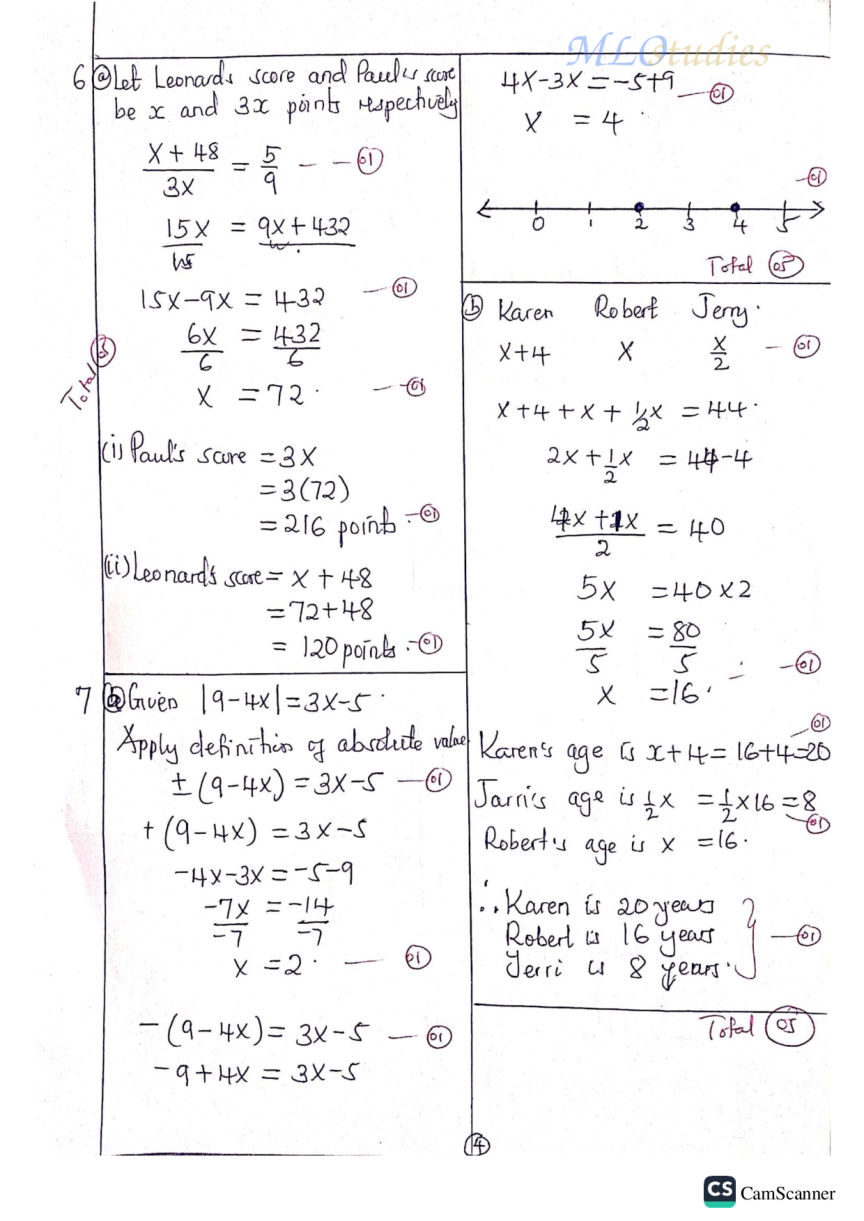 MLOtudies
6 (a) Let Leonard's score and Paul's score
be x and 3x points respectively
(x + 48)/3x = 5/9 - - (01)
15x/15 = 9x + 432
15x - 9x = 432 - (01)
6x/6 = 432/6
x = 72. - (01)
Total 05
(i) Paul's score = 3x
= 3(72)
= 216 points. - (01)
(ii) Leonard's score = x + 48
= 72 + 48
= 120 points. - (01)
7 (a) Given |9 - 4x| = 3x - 5.
Apply definition of absolute value
± (9 - 4x) = 3x - 5 - (01)
+ (9 - 4x) = 3x - 5
-4x - 3x = -5 - 9
-7x/-7 = -14/-7
x = 2. - (01)
- (9 - 4x) = 3x - 5 - (01)
-9 + 4x = 3x - 5
4x - 3x = -5 + 9 - (01)
x = 4.
- (01)
0 1 2 3 4 5
Total (05)
(b) Karen Robert Jerry.
x + 4 x x/2 - (01)
x + 4 + x + 1/2 x = 44.
2x + 1/2 x = 44 - 4
(4x + 1x)/2 = 40
5x = 40 x 2
5x/5 = 80/5
x = 16. - (01)
- (01)
Karen's age is x + 4 = 16 + 4 = 20
Jarri's age is 1/2 x = 1/2 x 16 = 8
- (01)
Robert's age is x = 16.
∴ Karen is 20 years
Robert is 16 years - (01)
Jerri is 8 years.
Total (05)
14
CS CamScanner